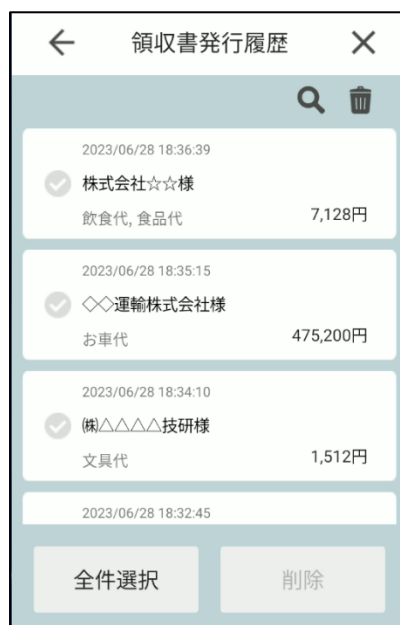 領収書発行履歴
2023/06/28 18:36:39
株式会社☆☆様
飲食代, 食品代 7,128円
2023/06/28 18:35:15
◇◇運輸株式会社様
お車代 475,200円
2023/06/28 18:34:10
㈱△△△△技研様
文具代 1,512円
2023/06/28 18:32:45
全件選択 削除